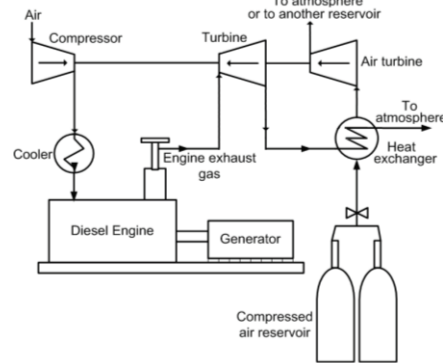 To atmosphere
or to another reservoir
Air
Compressor
Turbine
Air turbine
To
atmosphere
Heat
exchanger
Cooler
Engine exhaust
gas
Diesel Engine
Generator
Compressed
air reservoir